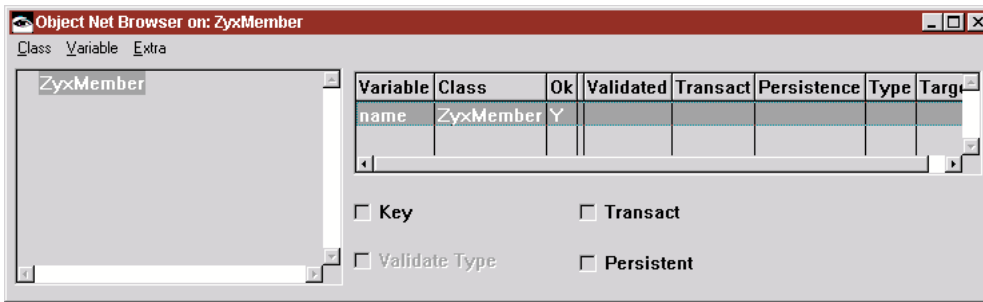 Object Net Browser on: ZyxMember
Class Variable Extra
ZyxMember
Variable Class Ok Validated Transact Persistence Type Targe
name ZyxMember Y
Key Transact
Validate Type Persistent